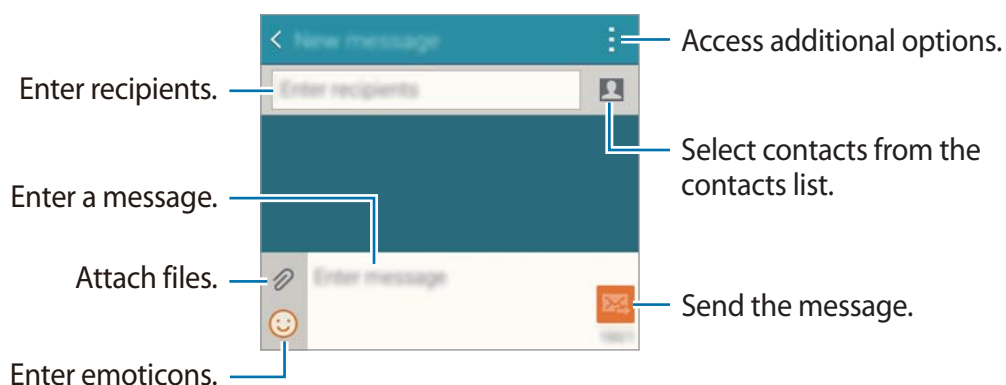 New message
Access additional options.
Enter recipients.
Enter recipients
Select contacts from the
contacts list.
Enter a message.
Attach files.
Enter message
Send the message.
Enter emoticons.